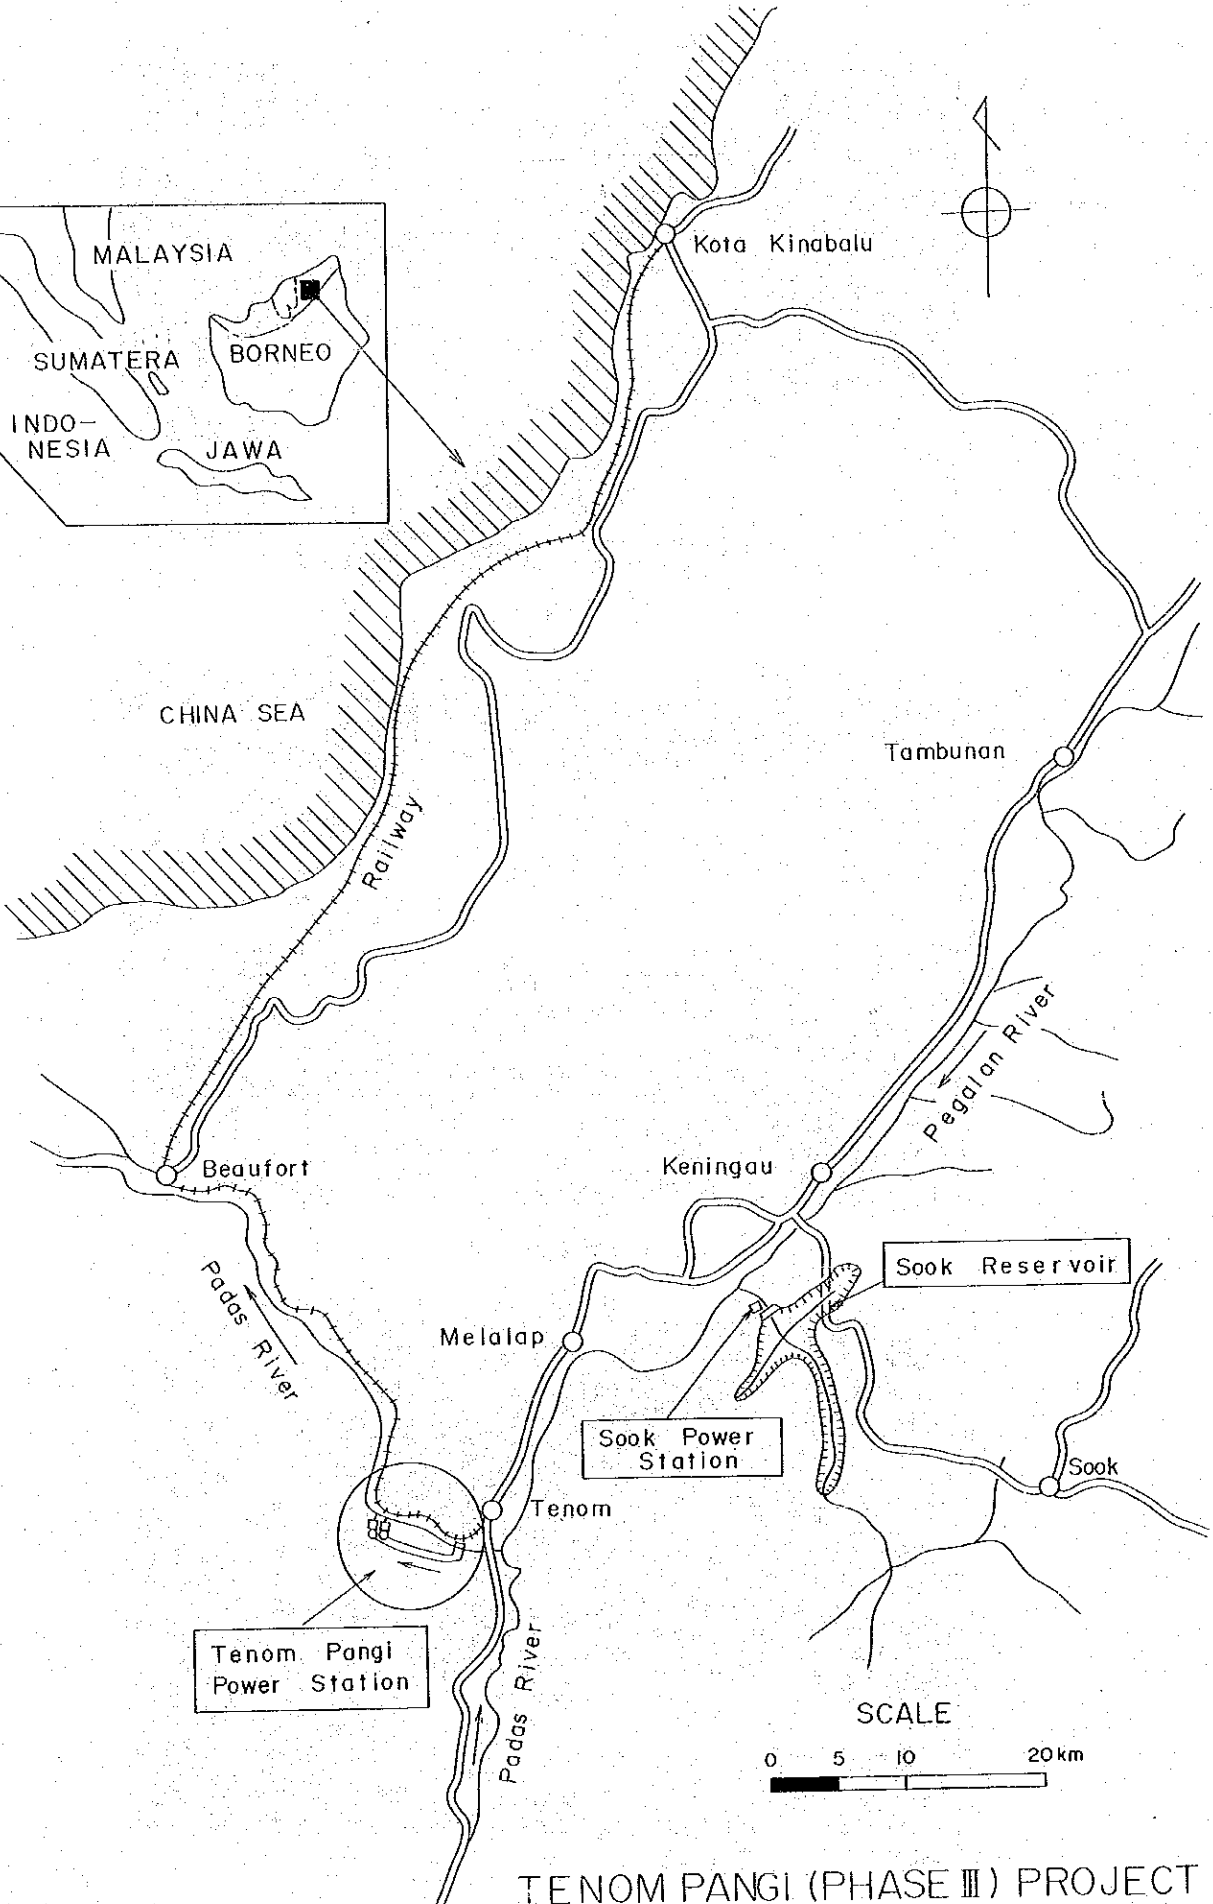 Kota Kinabalu
MALAYSIA
SUMATERA
BORNEO
INDO-
NESIA
JAWA
CHINA SEA
Tambunan
Railway
Pegalan River
Beaufort
Keningau
Sook Reservoir
Padas River
Melalap
Sook Power
Station
Sook
Tenom
Tenom Pangi
Power Station
Padas River
SCALE
0 5 10 20 km
TENOM PANGI (PHASE III) PROJECT